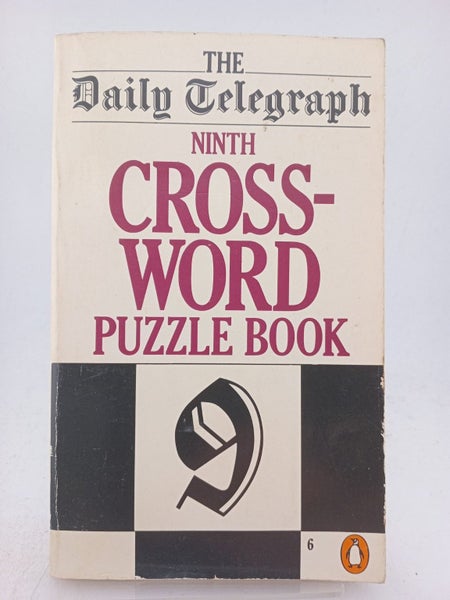 THE
Daily Telegraph
NINTH
CROSS-
WORD
PUZZLE BOOK
9
6